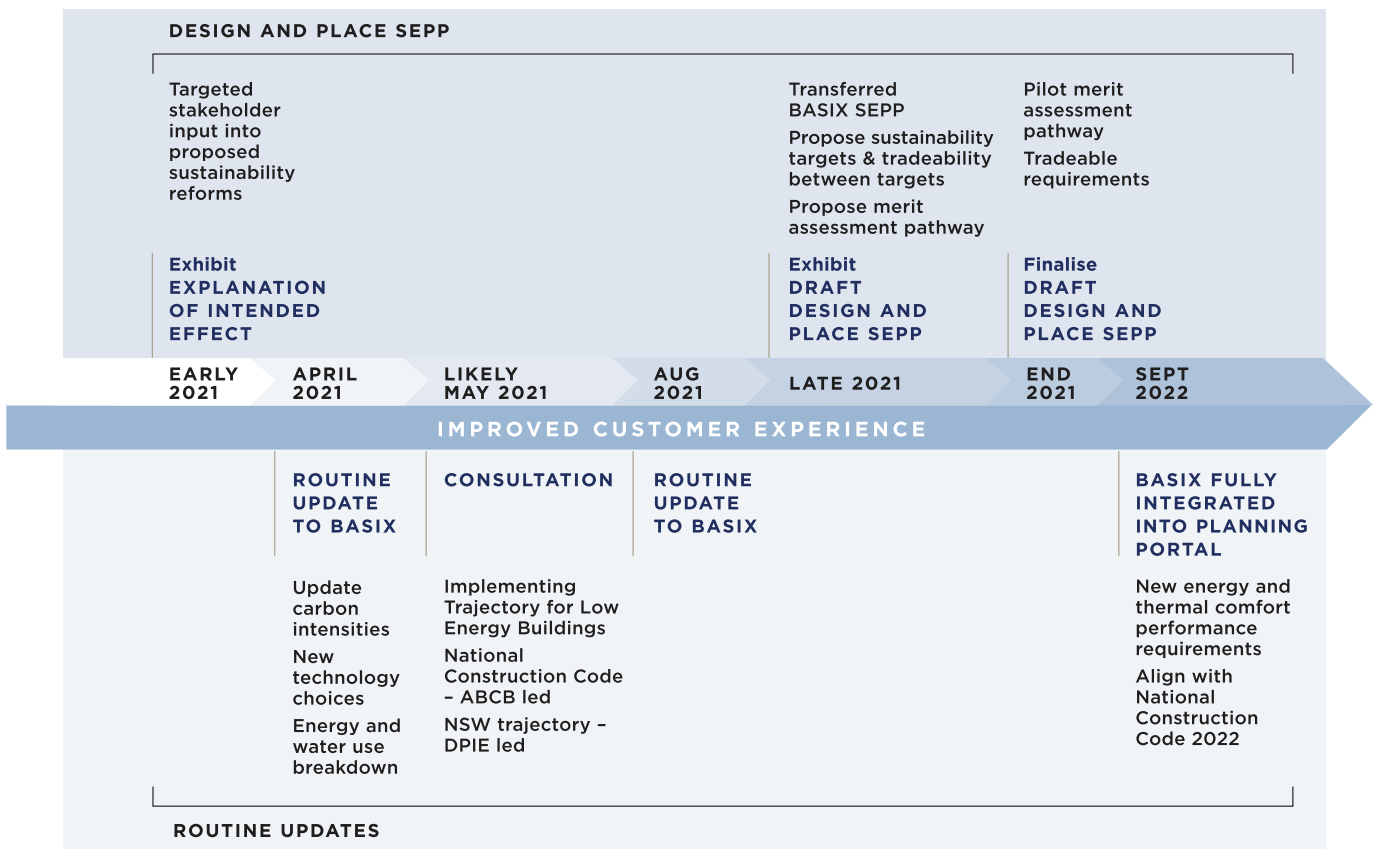 DESIGN AND PLACE SEPP
Targeted
stakeholder
input into
proposed
sustainability
reforms
Transferred
BASIX SEPP
Propose sustainability
targets & tradeability
between targets
Propose merit
assessment pathway
Pilot merit
assessment
pathway
Tradeable
requirements
Exhibit
EXPLANATION
OF INTENDED
EFFECT
Exhibit
DRAFT
DESIGN AND
PLACE SEPP
Finalise
DRAFT
DESIGN AND
PLACE SEPP
EARLY
2021
APRIL
2021
LIKELY
MAY 2021
AUG
2021
LATE 2021
END
2021
SEPT
2022
IMPROVED CUSTOMER EXPERIENCE
ROUTINE
UPDATE
TO BASIX
Update
carbon
intensities
New
technology
choices
Energy and
water use
breakdown
CONSULTATION
Implementing
Trajectory for Low
Energy Buildings
National
Construction Code
– ABCB led
NSW trajectory –
DPIE led
ROUTINE
UPDATE
TO BASIX
BASIX FULLY
INTEGRATED
INTO PLANNING
PORTAL
New energy and
thermal comfort
performance
requirements
Align with
National
Construction
Code 2022
ROUTINE UPDATES